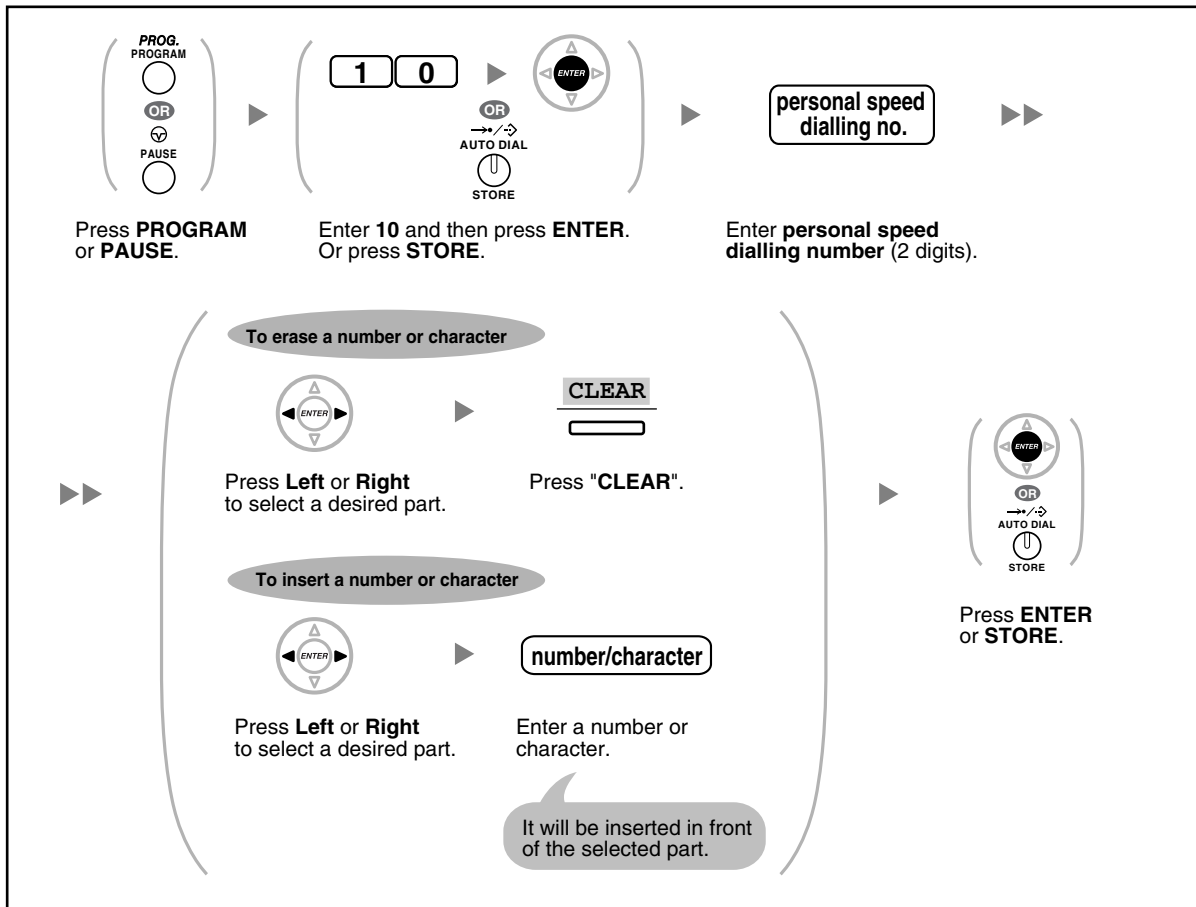 PROG.
PROGRAM
OR
PAUSE
Press PROGRAM
or PAUSE.
1 0
ENTER
OR
AUTO DIAL
STORE
Enter 10 and then press ENTER.
Or press STORE.
personal speed
dialling no.
Enter personal speed
dialling number (2 digits).
To erase a number or character
ENTER
CLEAR
Press Left or Right
to select a desired part.
Press "CLEAR".
To insert a number or character
ENTER
number/character
Press Left or Right
to select a desired part.
Enter a number or
character.
It will be inserted in front
of the selected part.
ENTER
OR
AUTO DIAL
STORE
Press ENTER
or STORE.